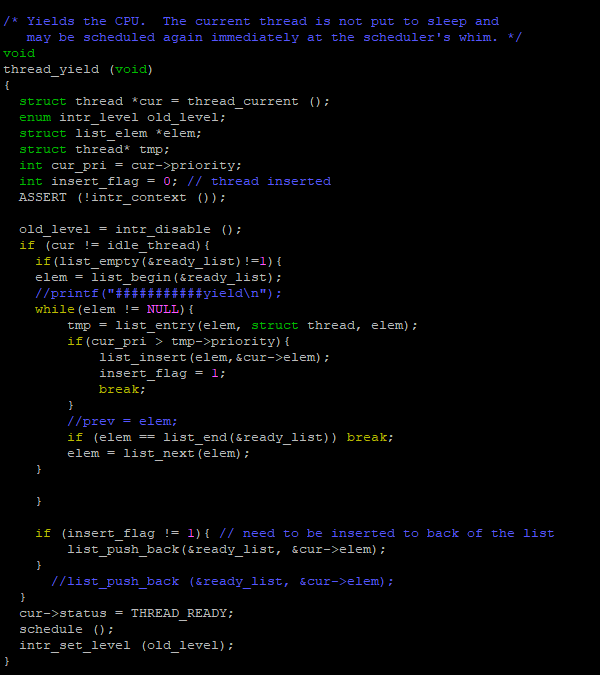 /* Yields the CPU.  The current thread is not put to sleep and
   may be scheduled again immediately at the scheduler's whim. */
void
thread_yield (void)
{
  struct thread *cur = thread_current ();
  enum intr_level old_level;
  struct list_elem *elem;
  struct thread* tmp;
  int cur_pri = cur->priority;
  int insert_flag = 0; // thread inserted
  ASSERT (!intr_context ());

  old_level = intr_disable ();
  if (cur != idle_thread){
    if(list_empty(&ready_list)!=1){
    elem = list_begin(&ready_list);
    //printf("###########yield\n");
    while(elem != NULL){
        tmp = list_entry(elem, struct thread, elem);
        if(cur_pri > tmp->priority){
            list_insert(elem,&cur->elem);
            insert_flag = 1;
            break;
        }
        //prev = elem;
        if (elem == list_end(&ready_list)) break;
        elem = list_next(elem);
    }

    }

    if (insert_flag != 1){ // need to be inserted to back of the list
        list_push_back(&ready_list, &cur->elem);
    }
      //list_push_back (&ready_list, &cur->elem);
  }
  cur->status = THREAD_READY;
  schedule ();
  intr_set_level (old_level);
}